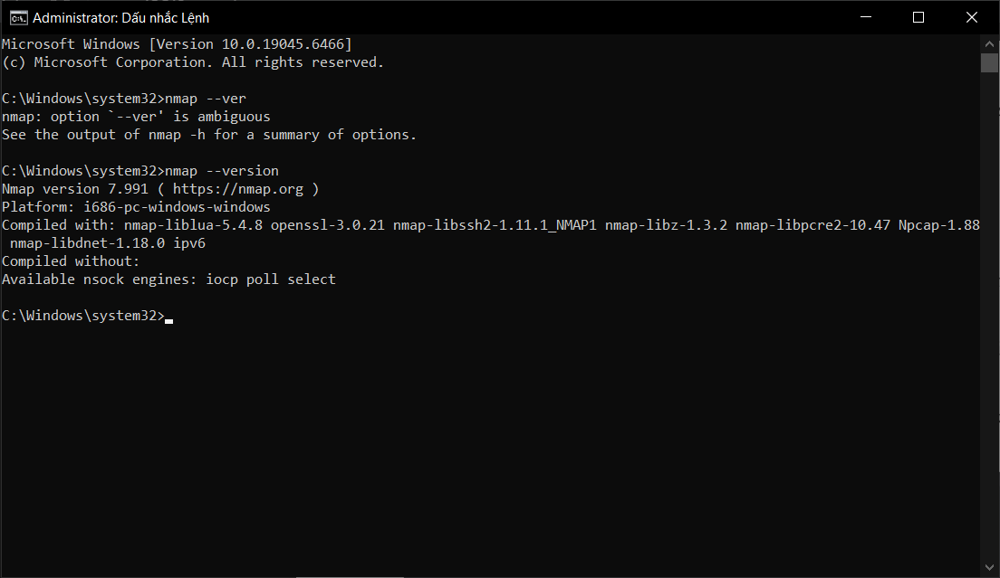 Administrator: Dấu nhắc Lệnh
Microsoft Windows [Version 10.0.19045.6466]
(c) Microsoft Corporation. All rights reserved.
C:\Windows\system32>nmap --ver
nmap: option `--ver' is ambiguous
See the output of nmap -h for a summary of options.
C:\Windows\system32>nmap --version
Nmap version 7.991 ( https://nmap.org )
Platform: i686-pc-windows-windows
Compiled with: nmap-liblua-5.4.8 openssl-3.0.21 nmap-libssh2-1.11.1_NMAP1 nmap-libz-1.3.2 nmap-libpcre2-10.47 Npcap-1.88
 nmap-libdnet-1.18.0 ipv6
Compiled without:
Available nsock engines: iocp poll select
C:\Windows\system32>